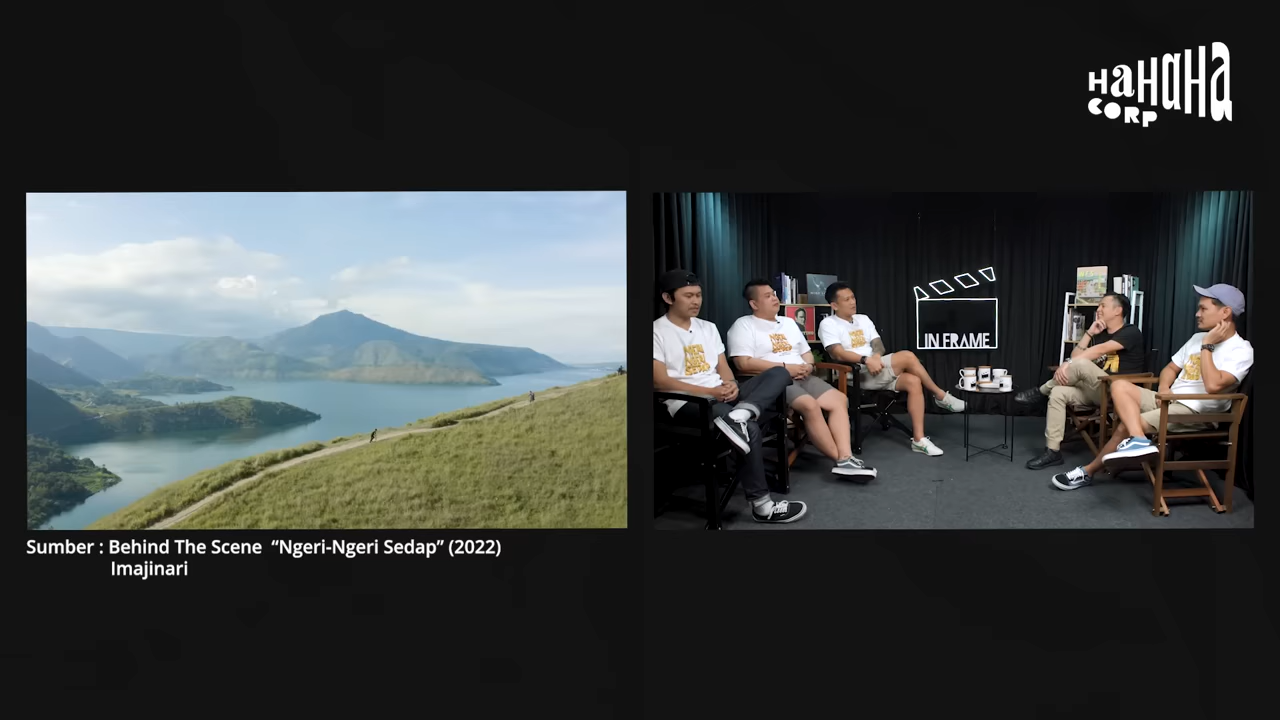 HaHaHa
CORP
IN FRAME
Sumber : Behind The Scene “Ngeri-Ngeri Sedap” (2022)
Imajinari